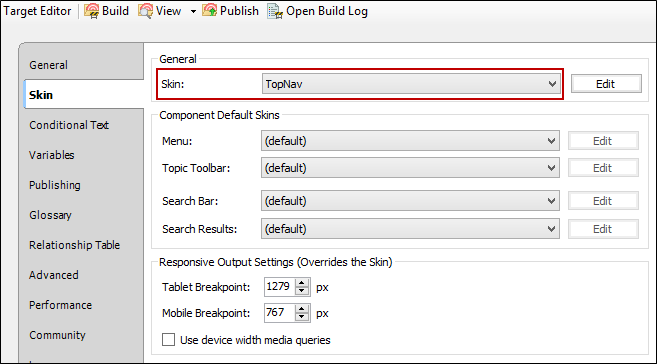 Target Editor Build View Publish Open Build Log
General
Skin
Conditional Text
Variables
Publishing
Glossary
Relationship Table
Advanced
Performance
Community
General
Skin: TopNav Edit
Component Default Skins
Menu: (default) Edit
Topic Toolbar: (default) Edit
Search Bar: (default) Edit
Search Results: (default) Edit
Responsive Output Settings (Overrides the Skin)
Tablet Breakpoint: 1279 px
Mobile Breakpoint: 767 px
Use device width media queries